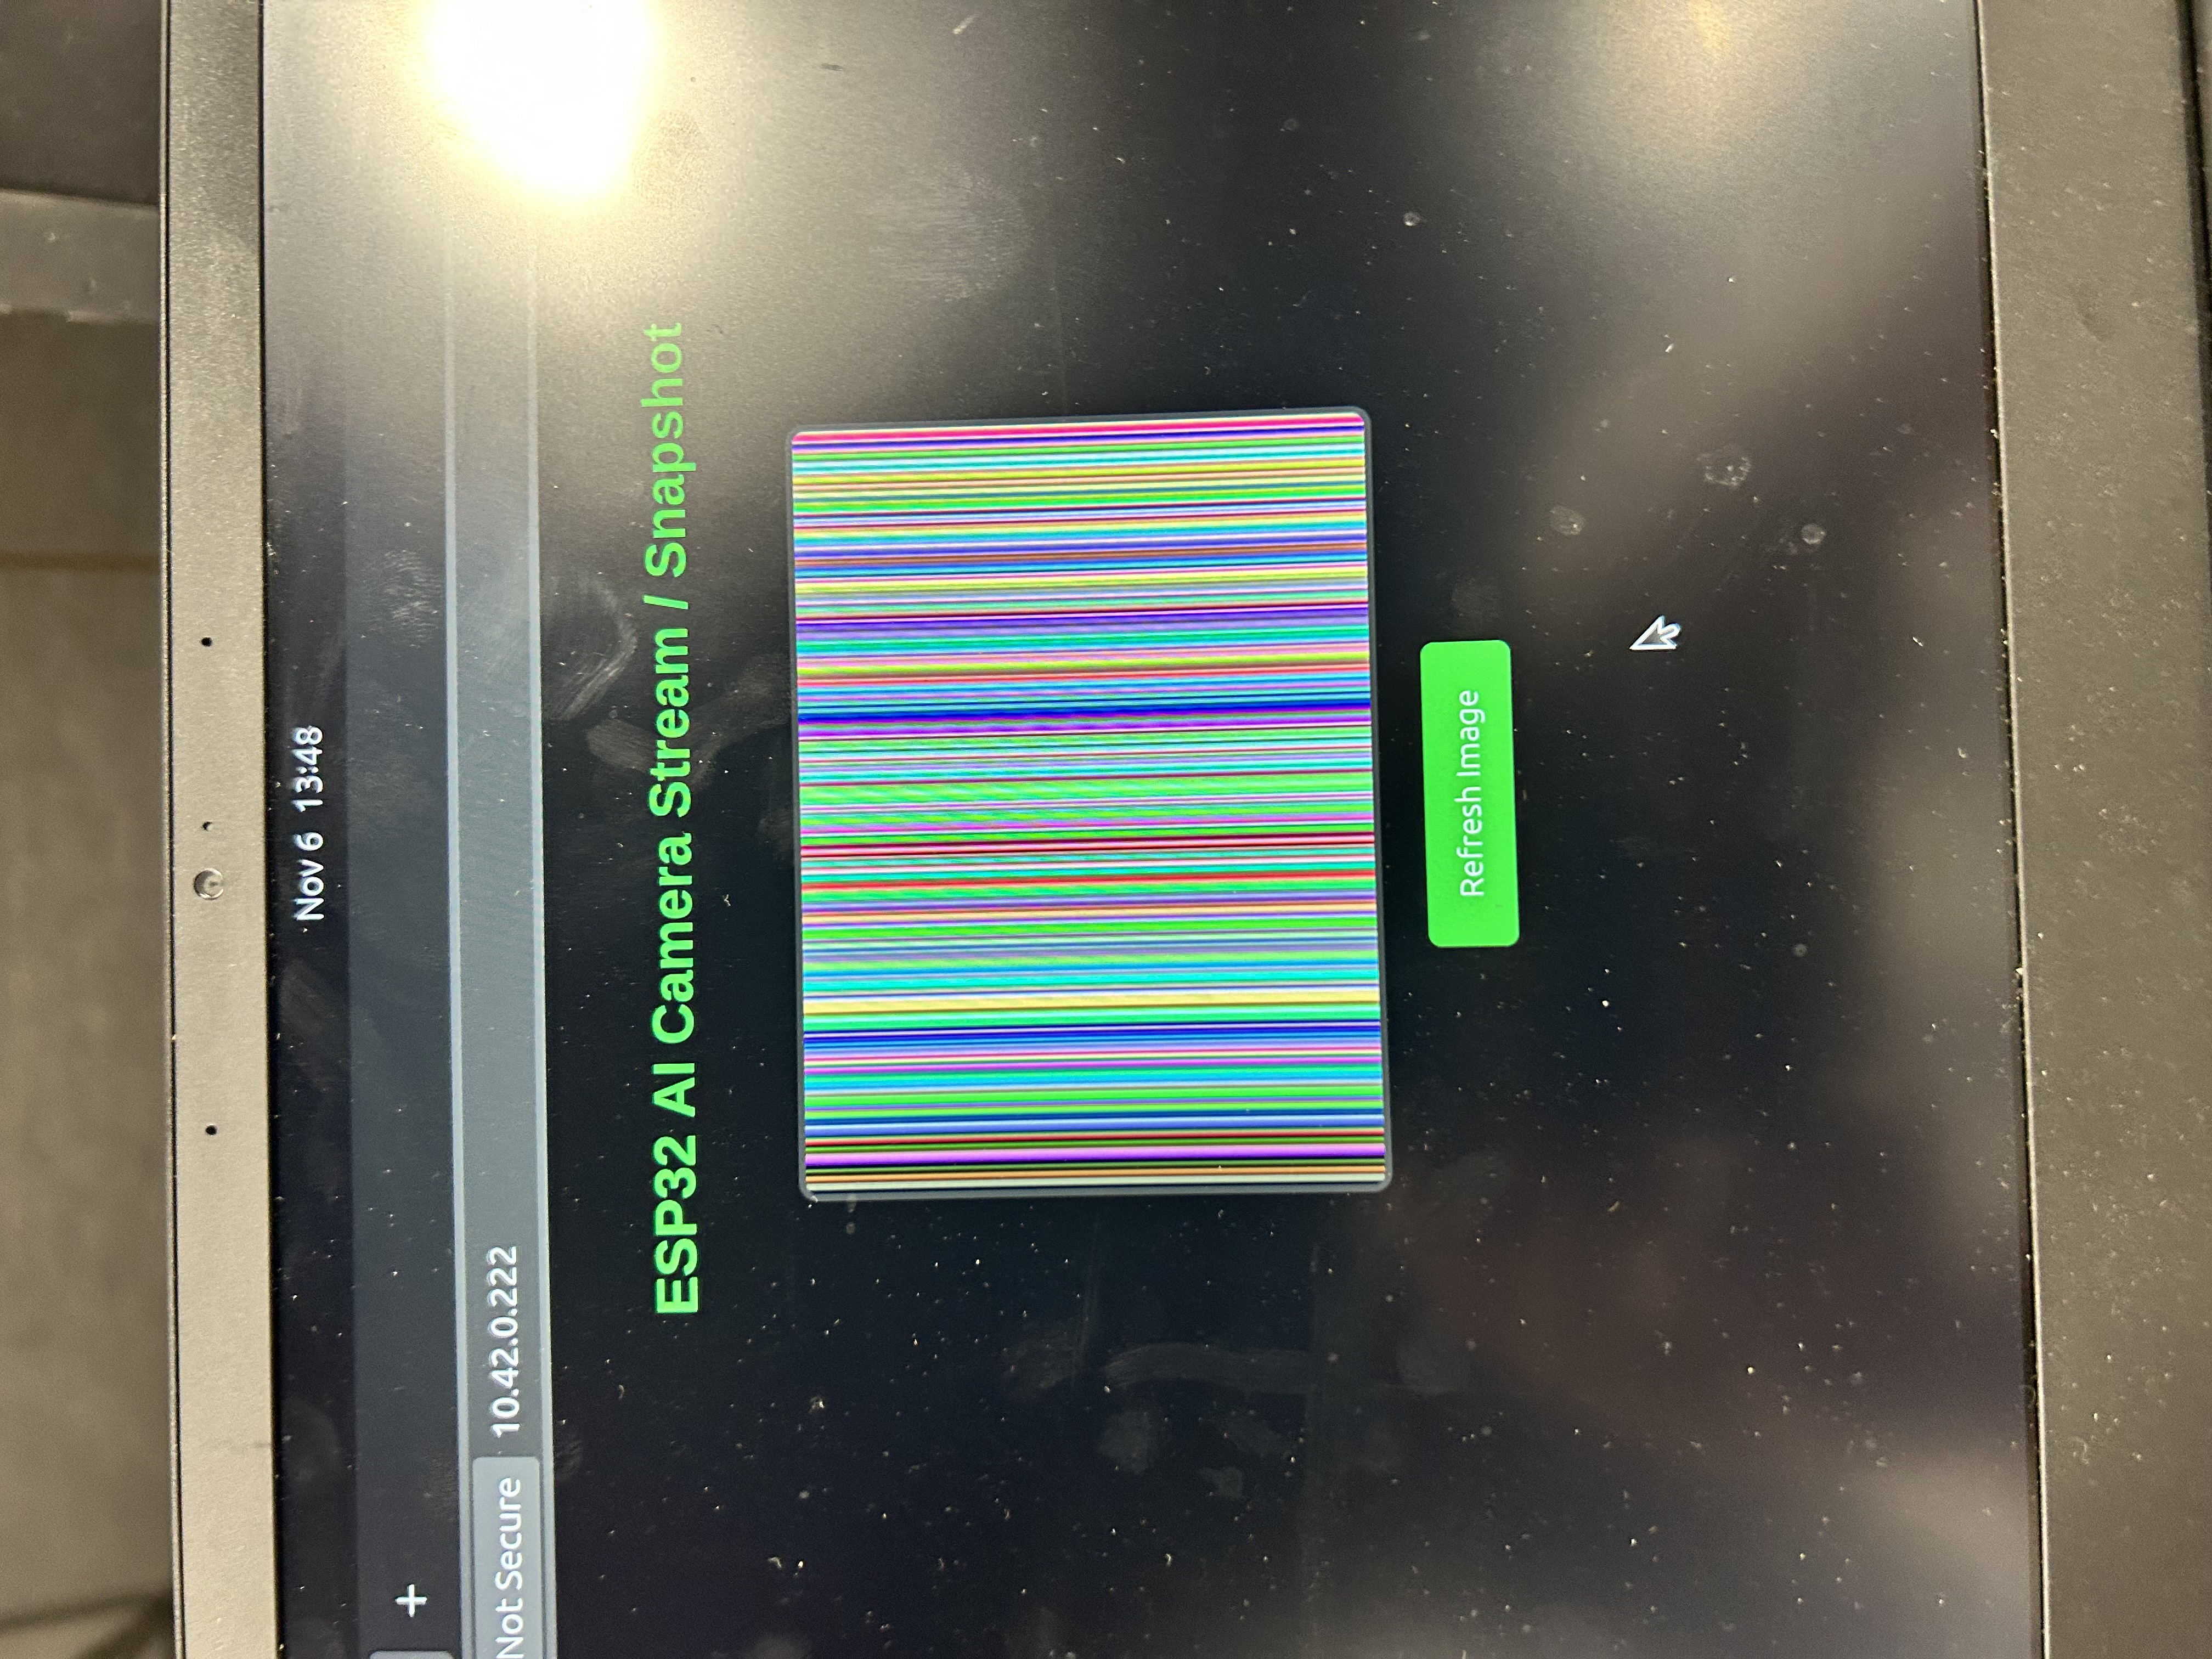 Nov 6 13:48
+
Not Secure 10.42.0.222
ESP32 AI Camera Stream / Snapshot
Refresh Image